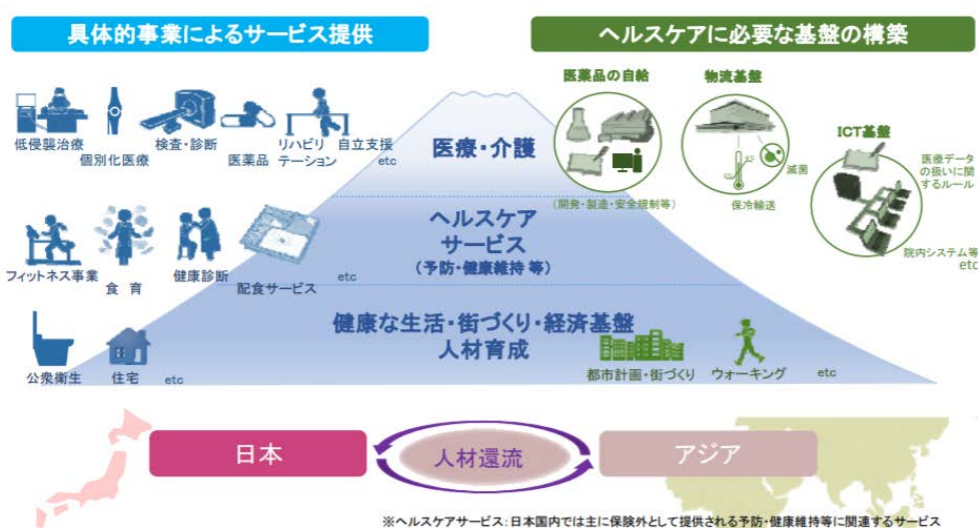 具体的事業によるサービス提供
ヘルスケアに必要な基盤の構築
低侵襲治療
個別化医療
検査・診断
医薬品
リハビリ
テーション
自立支援
etc
医療・介護
医薬品の自給
(開発・製造・安全規制等)
物流基盤
滅菌
保冷輸送
ICT基盤
医療データ
の扱いに関
するルール
院内システム等
etc
フィットネス事業
食 育
健康診断
配食サービス
etc
ヘルスケア
サービス
(予防・健康維持 等)
公衆衛生
住宅
etc
健康な生活・街づくり・経済基盤
人材育成
都市計画・街づくり
ウォーキング
etc
日本
人材還流
アジア
※ヘルスケアサービス：日本国内では主に保険外として提供される予防・健康維持等に関連するサービス